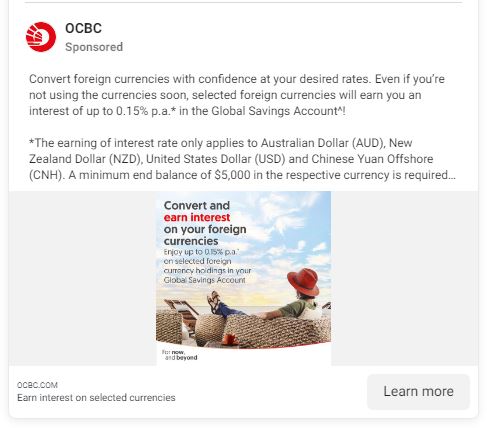 OCBC
Sponsored
Convert foreign currencies with confidence at your desired rates. Even if you're
not using the currencies soon, selected foreign currencies will earn you an
interest of up to 0.15% p.a.* in the Global Savings Account^!
*The earning of interest rate only applies to Australian Dollar (AUD), New
Zealand Dollar (NZD), United States Dollar (USD) and Chinese Yuan Offshore
(CNH). A minimum end balance of $5,000 in the respective currency is required...
Convert and
earn interest
on your foreign
currencies
Enjoy up to 0.15% p.a.*
on selected foreign
currency holdings in your
Global Savings Account
For now,
and beyond
OCBC.COM
Earn interest on selected currencies
Learn more